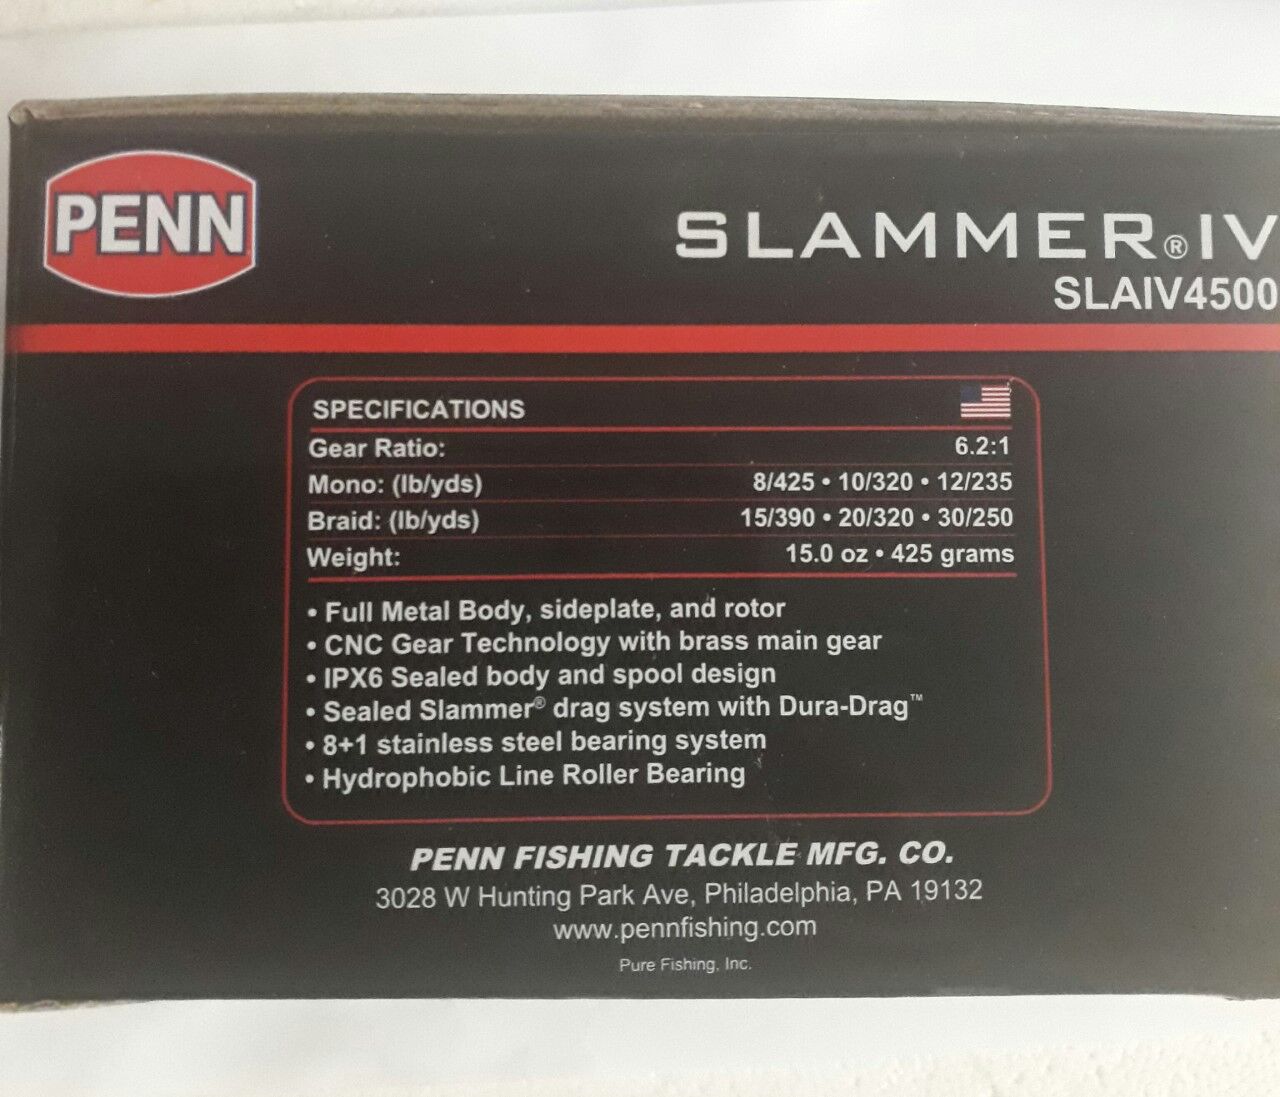 PENN
SLAMMER® IV
SLAIV4500
SPECIFICATIONS
Gear Ratio: 6.2:1
Mono: (lb/yds) 8/425 • 10/320 • 12/235
Braid: (lb/yds) 15/390 • 20/320 • 30/250
Weight: 15.0 oz • 425 grams
• Full Metal Body, sideplate, and rotor
• CNC Gear Technology with brass main gear
• IPX6 Sealed body and spool design
• Sealed Slammer® drag system with Dura-Drag™
• 8+1 stainless steel bearing system
• Hydrophobic Line Roller Bearing
PENN FISHING TACKLE MFG. CO.
3028 W Hunting Park Ave, Philadelphia, PA 19132
www.pennfishing.com
Pure Fishing, Inc.